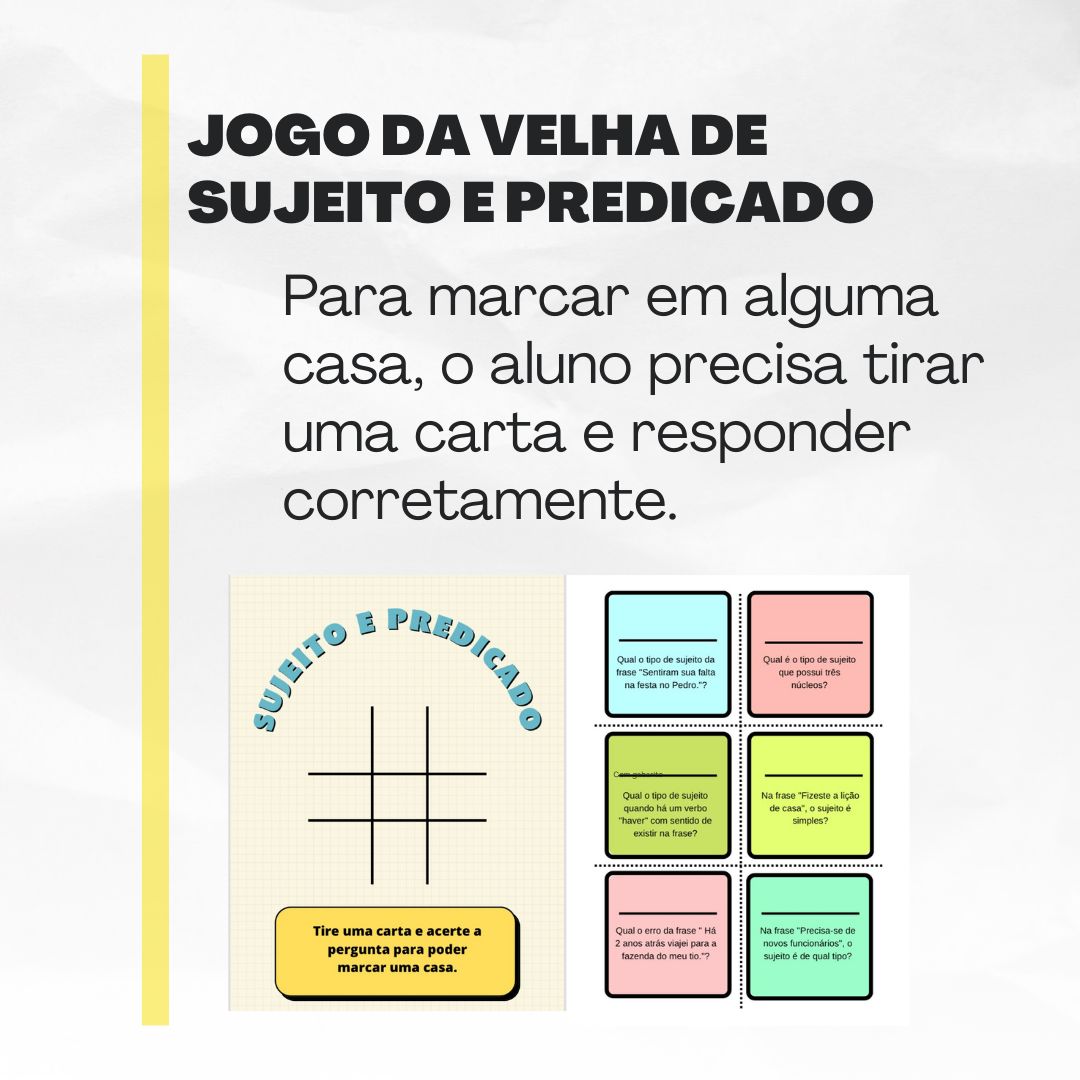 JOGO DA VELHA DE
SUJEITO E PREDICADO
Para marcar em alguma
casa, o aluno precisa tirar
uma carta e responder
corretamente.
SUJEITO E PREDICADO
Tire uma carta e acerte a
pergunta para poder
marcar uma casa.
Qual o tipo de sujeito da
frase "Sentiram sua falta
na festa no Pedro."?
Qual é o tipo de sujeito
que possui três
núcleos?
Com gabarito
Qual o tipo de sujeito
quando há um verbo
"haver" com sentido de
existir na frase?
Na frase "Fizeste a lição
de casa", o sujeito é
simples?
Qual o erro da frase " Há
2 anos atrás viajei para a
fazenda do meu tio."?
Na frase "Precisa-se de
novos funcionários", o
sujeito é de qual tipo?